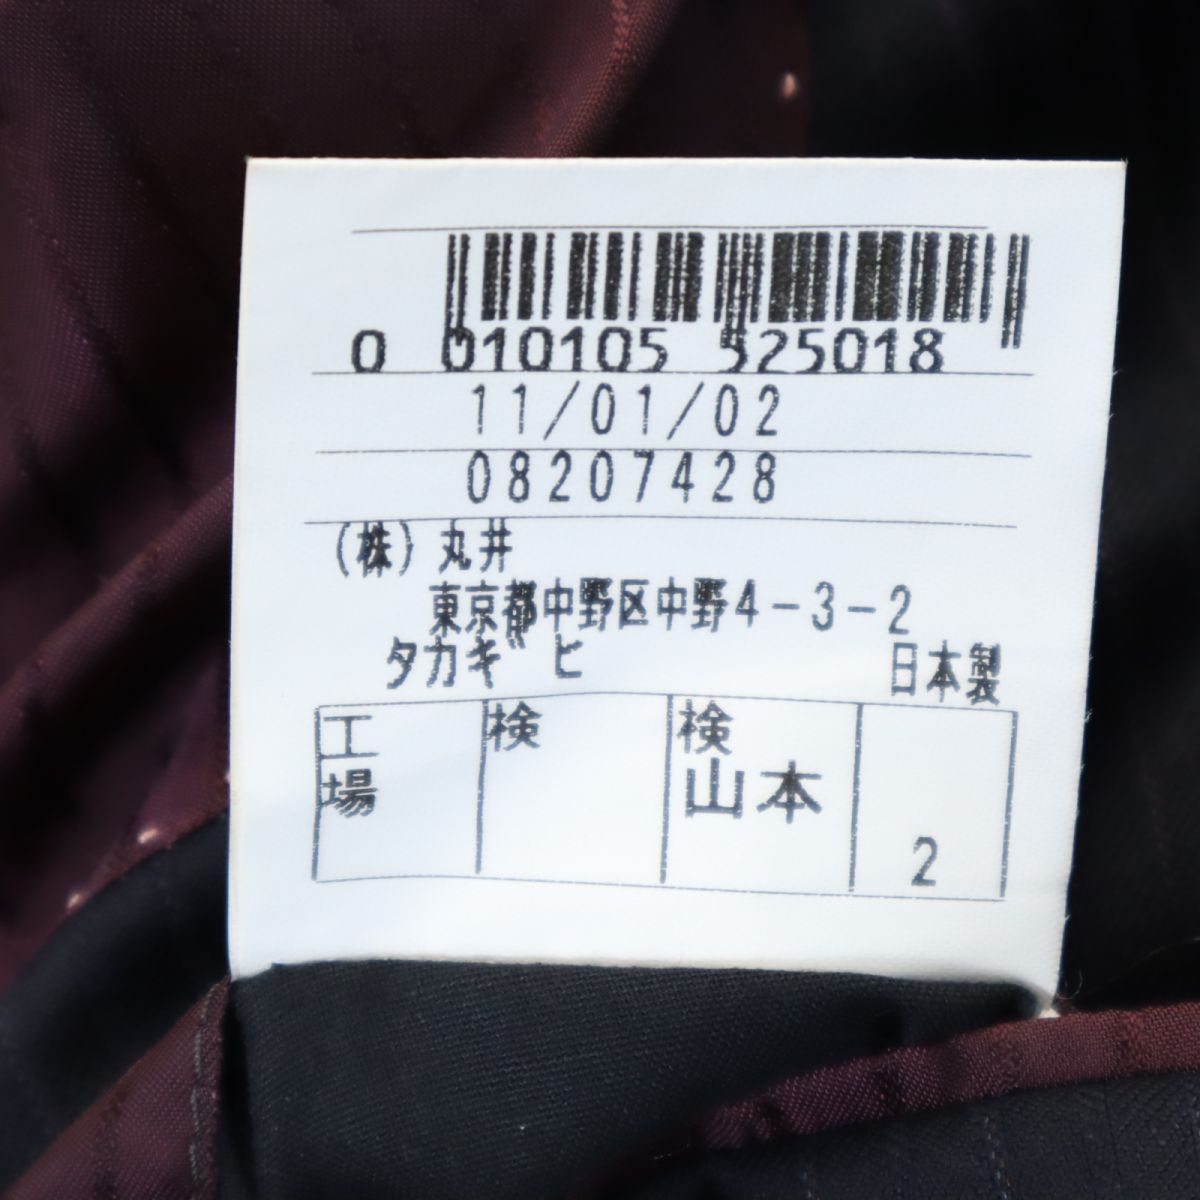 0 010105 525018
11/01/02
08207428
(株) 丸井
東京都中野区中野4-3-2
タカギ ヒ 日本製
工場 検 検
山本
2